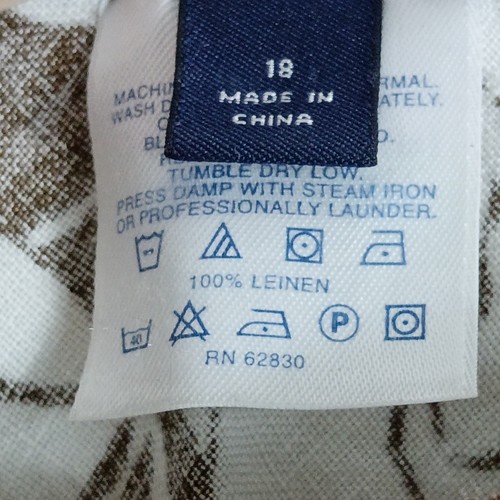 18
MADE IN
CHINA
RMAL.
WASH ATELY.
TUMBLE DRY LOW.
PRESS DAMP WITH STEAM IRON
OR PROFESSIONALLY LAUNDER.
100% LEINEN
40 P
RN 62830